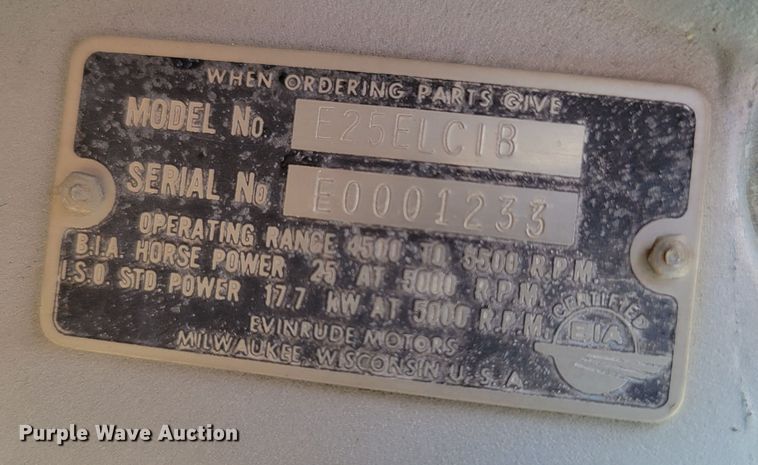 WHEN ORDERING PARTS GIVE
MODEL No. E25ELCIB
SERIAL No E0001233
OPERATING RANGE 4500 TO 5500 R.P.M.
B.I.A. HORSE POWER 25 AT 5000 R.P.M.
I.S.O STD POWER 17.7 KW AT 5000 R.P.M.
CERTIFIED
BIA
EVINRUDE MOTORS
MILWAUKEE, WISCONSIN U.S.A.
Purple Wave Auction